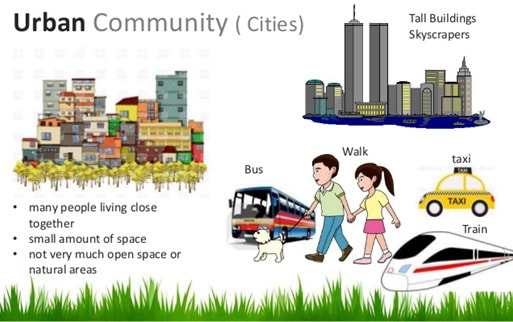 Urban Community ( Cities)
Tall Buildings
Skyscrapers
Walk
Bus
taxi
TAXI
TAXI
Train
• many people living close
together
• small amount of space
• not very much open space or
natural areas